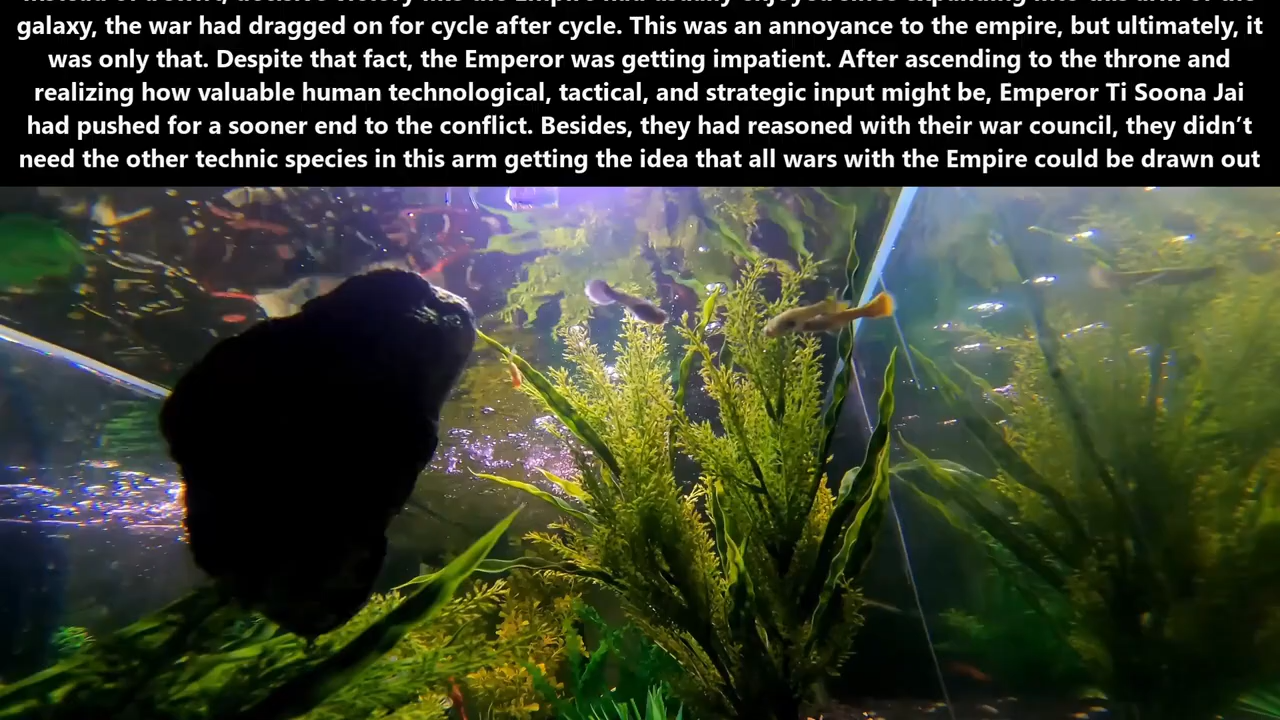 galaxy, the war had dragged on for cycle after cycle. This was an annoyance to the empire, but ultimately, it
was only that. Despite that fact, the Emperor was getting impatient. After ascending to the throne and
realizing how valuable human technological, tactical, and strategic input might be, Emperor Ti Soona Jai
had pushed for a sooner end to the conflict. Besides, they had reasoned with their war council, they didn’t
need the other technic species in this arm getting the idea that all wars with the Empire could be drawn out